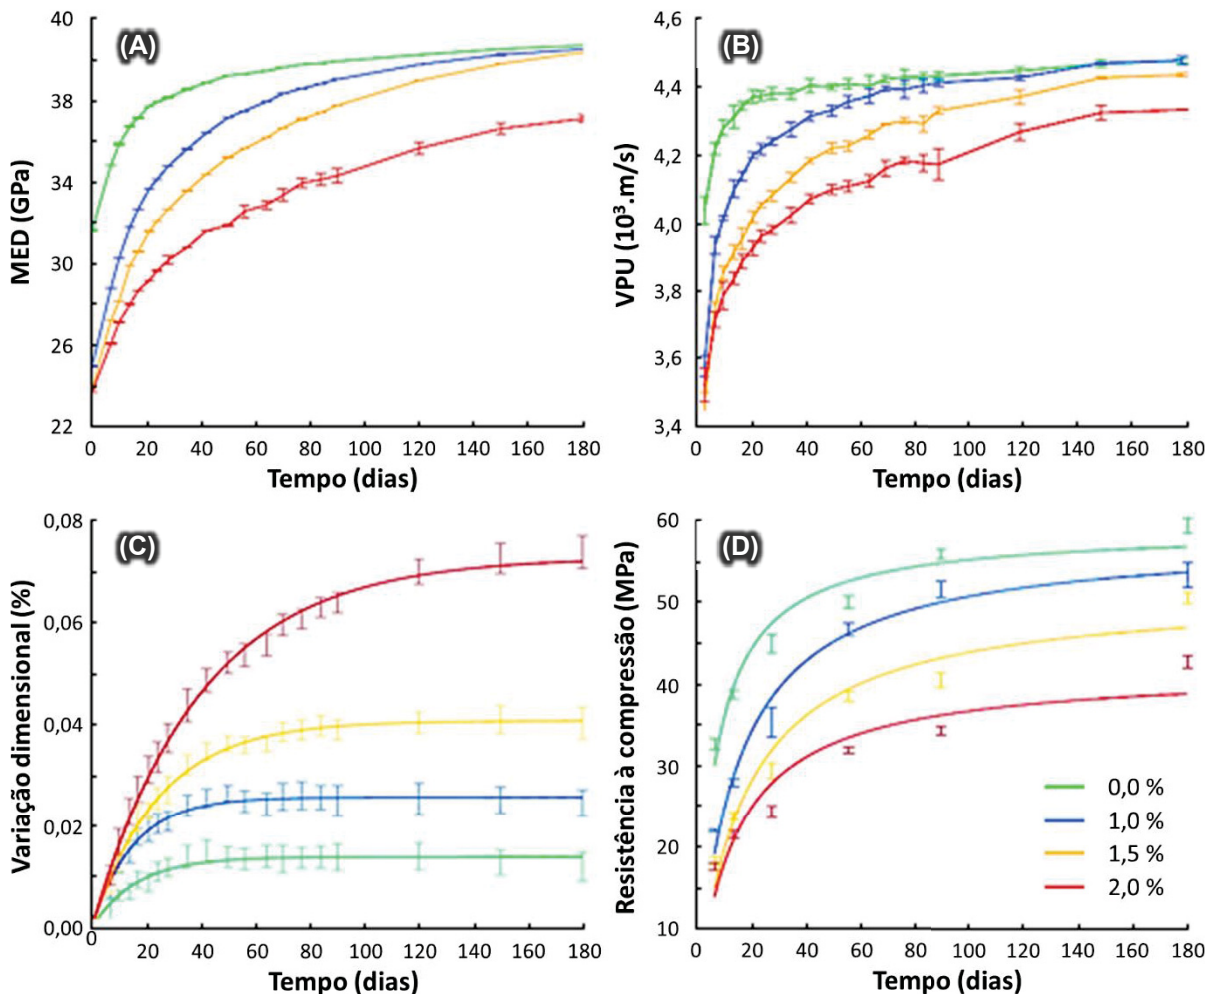 (A)
MED (GPa)
40
38
34
30
26
22
0 20 40 60 80 100 120 140 160 180
Tempo (dias)
(B)
VPU (10³.m/s)
4,6
4,4
4,2
4,0
3,8
3,6
3,4
0 20 40 60 80 100 120 140 160 180
Tempo (dias)
(C)
Variação dimensional (%)
0,08
0,06
0,04
0,02
0,00
0 20 40 60 80 100 120 140 160 180
Tempo (dias)
(D)
Resistência à compressão (MPa)
60
50
40
30
20
10
0 20 40 60 80 100 120 140 160 180
Tempo (dias)
0,0 %
1,0 %
1,5 %
2,0 %